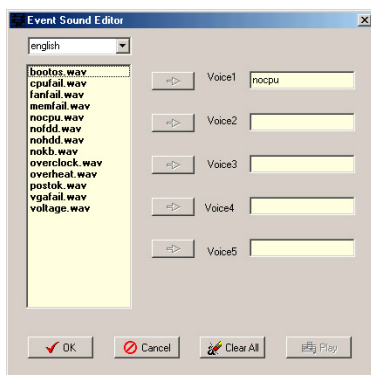 Event Sound Editor
english
bootos.wav
cpufail.wav
fanfail.wav
memfail.wav
nocpu.wav
nofdd.wav
nohdd.wav
nokb.wav
overclock.wav
overheat.wav
postok.wav
vgafail.wav
voltage.wav
Voice1 nocpu
Voice2
Voice3
Voice4
Voice5
OK Cancel Clear All Play